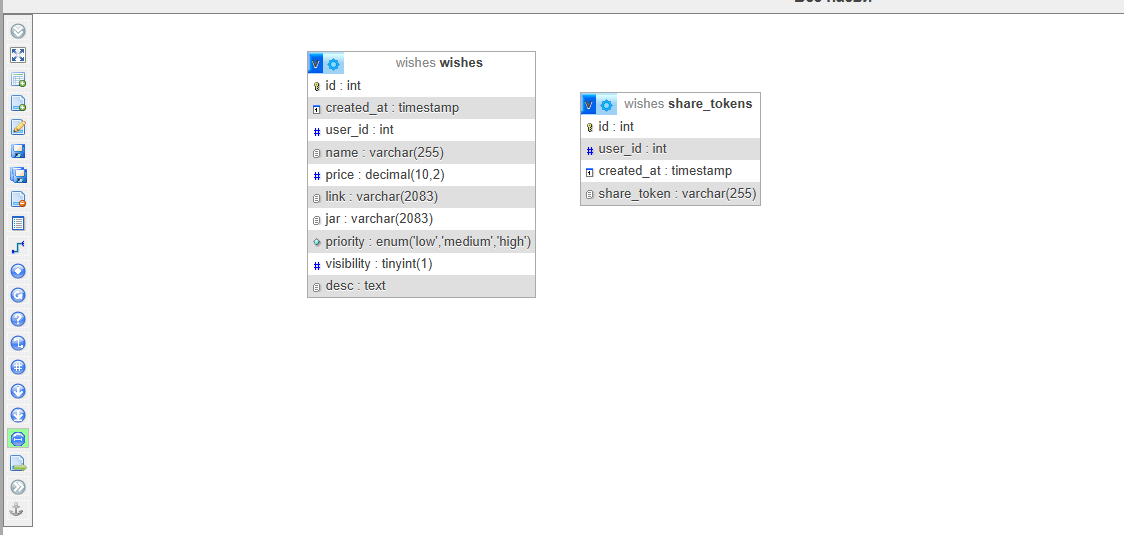 wishes wishes
id : int
created_at : timestamp
user_id : int
name : varchar(255)
price : decimal(10,2)
link : varchar(2083)
jar : varchar(2083)
priority : enum('low','medium','high')
visibility : tinyint(1)
desc : text
wishes share_tokens
id : int
user_id : int
created_at : timestamp
share_token : varchar(255)